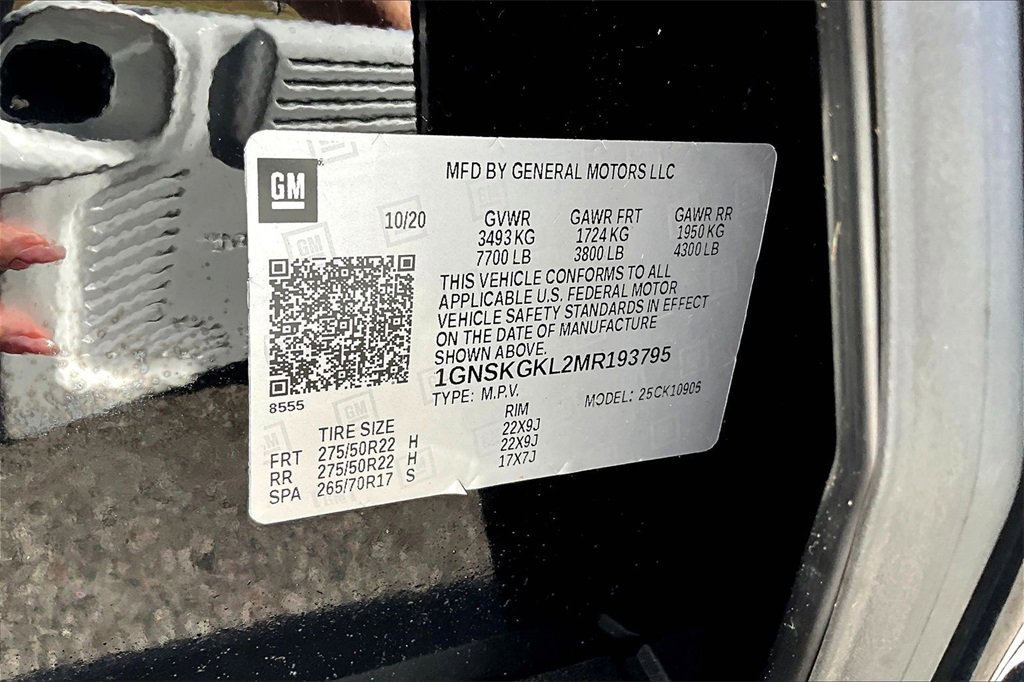 GM
MFD BY GENERAL MOTORS LLC
10/20
GVWR GAWR FRT GAWR RR
3493 KG 1724 KG 1950 KG
7700 LB 3800 LB 4300 LB
THIS VEHICLE CONFORMS TO ALL
APPLICABLE U.S. FEDERAL MOTOR
VEHICLE SAFETY STANDARDS IN EFFECT
ON THE DATE OF MANUFACTURE
SHOWN ABOVE.
1GNSKGKL2MR193795
TYPE: M.P.V. MODEL: 25CK10906
8555
TIRE SIZE RIM
FRT 275/50R22 H 22X9J
RR 275/50R22 H 22X9J
SPA 265/70R17 S 17X7J